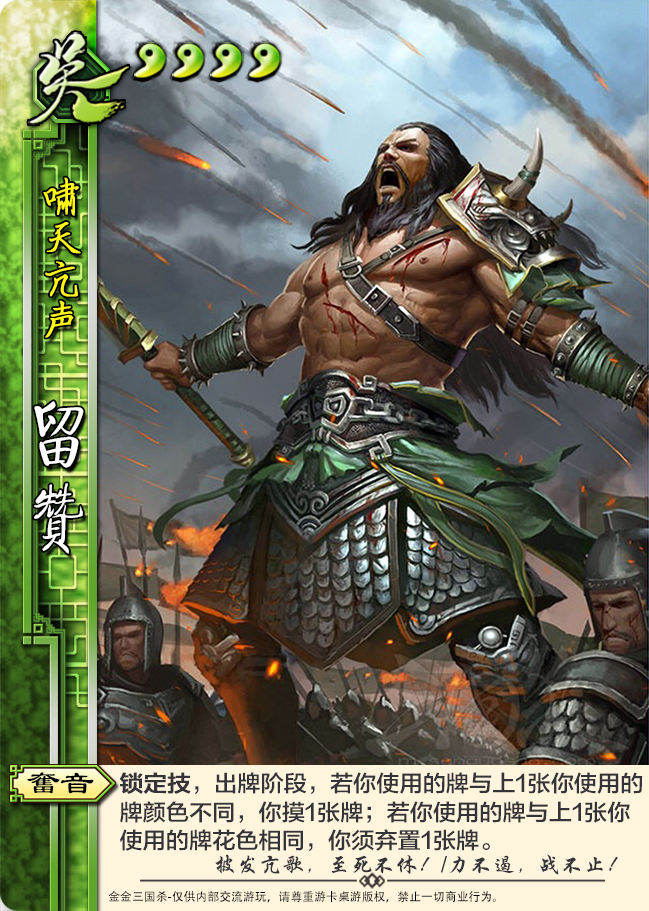 吴
啸天亢声
留贊
奮音
锁定技，出牌阶段，若你使用的牌与上1张你使用的
牌颜色不同，你摸1张牌；若你使用的牌与上1张你
使用的牌花色相同，你须弃置1张牌。
披发亢歌，至死不休！/力不遏，战不止！
金金三国杀-仅供内部交流游玩，请尊重游卡桌游版权，禁止一切商业行为。